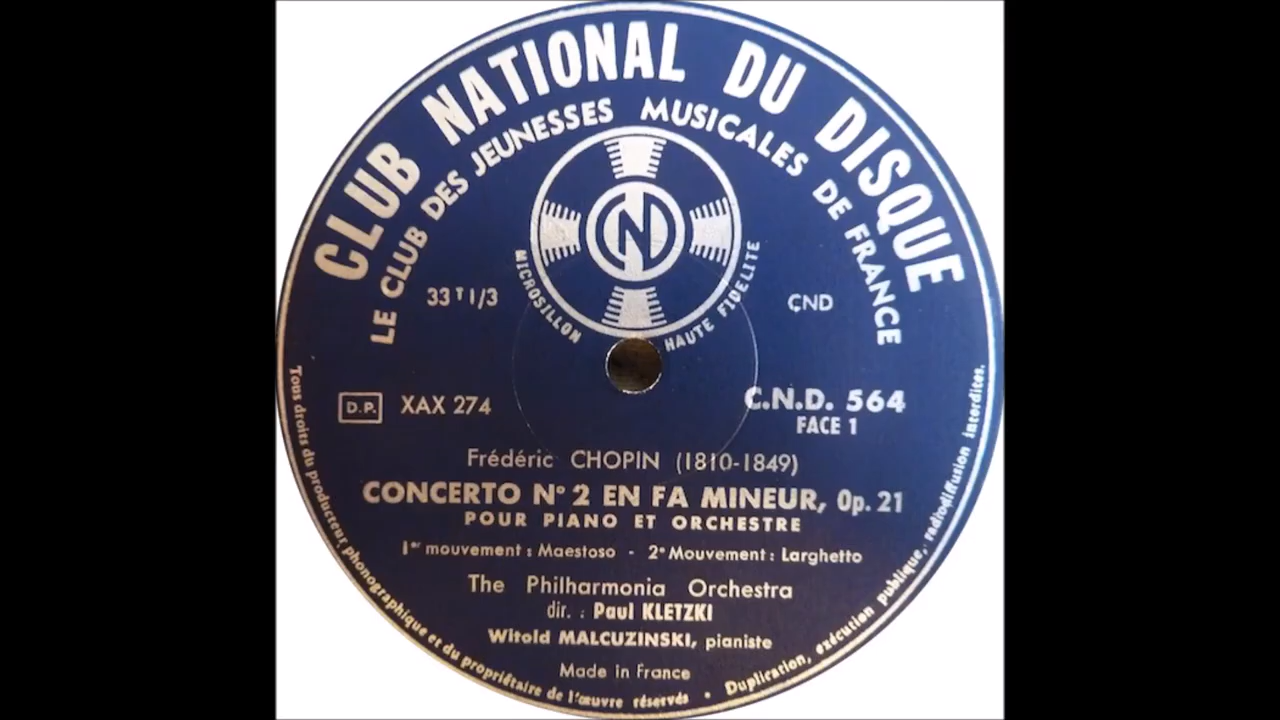 CLUB NATIONAL DU DISQUE
LE CLUB DES JEUNESSES MUSICALES DE FRANCE
CND
MICROSILLON HAUTE FIDELITE
33 T 1/3
CND
D.P. XAX 274
C.N.D. 564
FACE 1
Frédéric CHOPIN (1810-1849)
CONCERTO N° 2 EN FA MINEUR, Op. 21
POUR PIANO ET ORCHESTRE
1er mouvement : Maestoso - 2e Mouvement : Larghetto
The Philharmonia Orchestra
dir. : Paul KLETZKI
Witold MALCUZINSKI, pianiste
Made in France
Tous droits du producteur phonographique et du propriétaire de l'œuvre réservés • Duplication, exécution publique, radiodiffusion interdites.